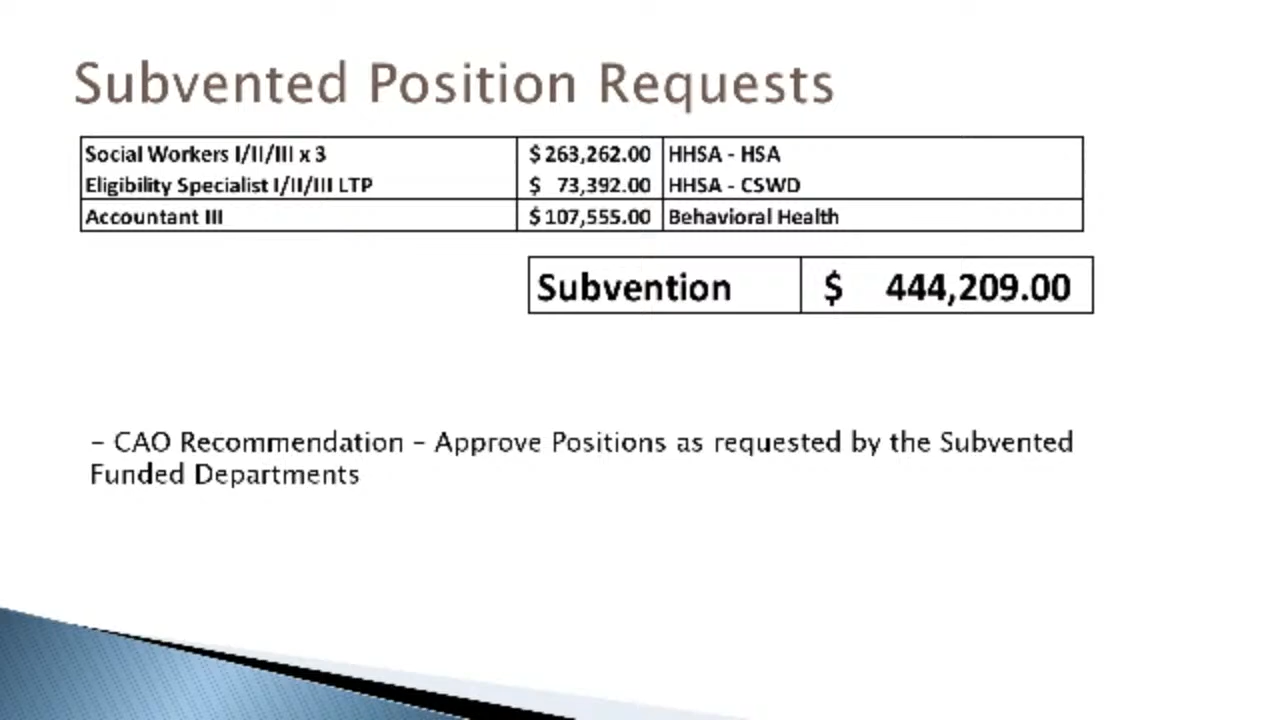 Subvented Position Requests
Social Workers I/II/III x 3 $ 263,262.00 HHSA - HSA
Eligibility Specialist I/II/III LTP $ 73,392.00 HHSA - CSWD
Accountant III $ 107,555.00 Behavioral Health
Subvention $ 444,209.00
- CAO Recommendation - Approve Positions as requested by the Subvented
Funded Departments